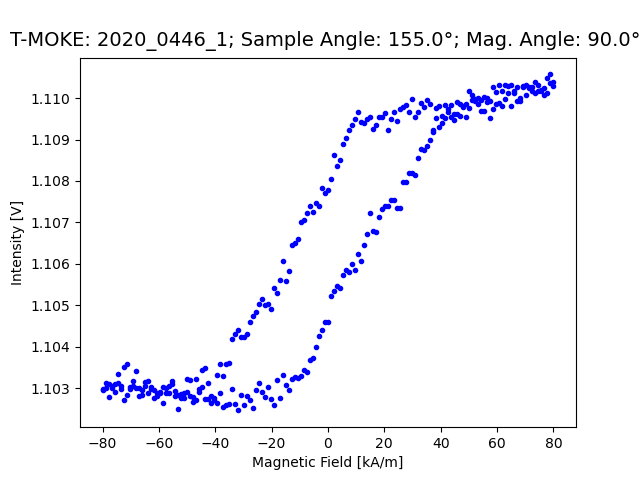 T-MOKE: 2020_0446_1; Sample Angle: 155.0°; Mag. Angle: 90.0°
1.110
1.109
1.108
1.107
1.106
1.105
1.104
1.103
Intensity [V]
−80 −60 −40 −20 0 20 40 60 80
Magnetic Field [kA/m]